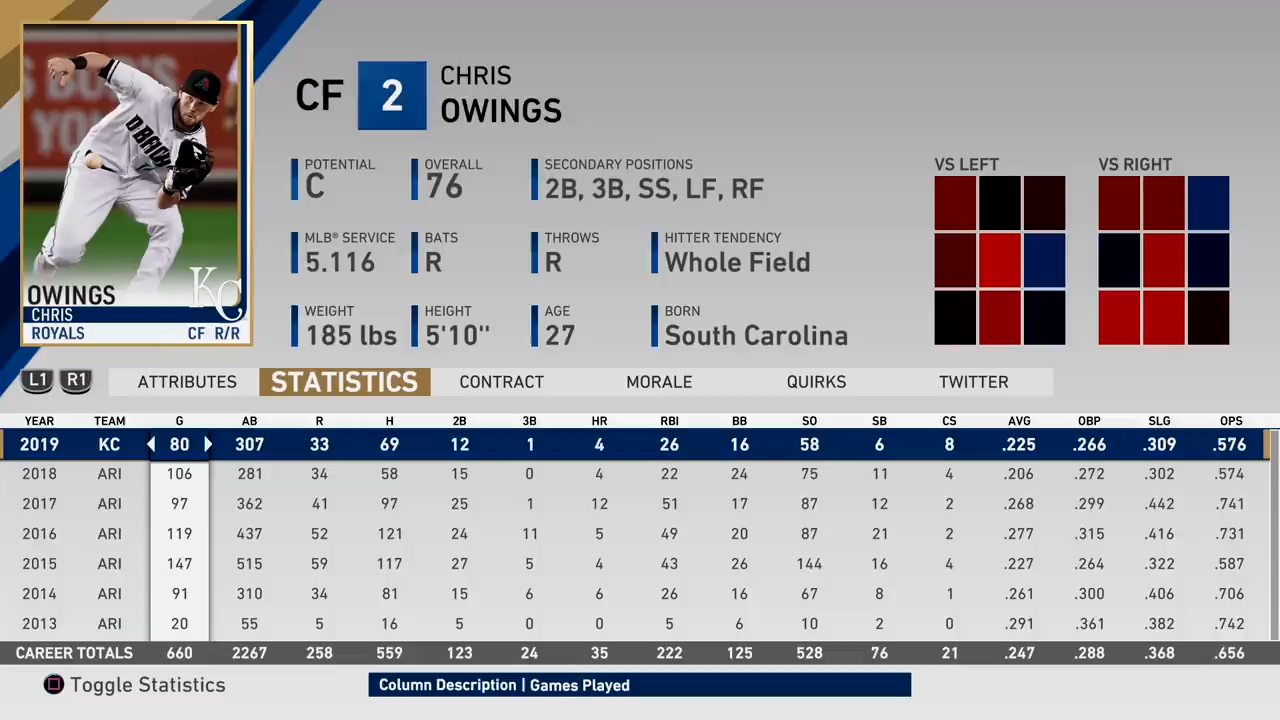 CF 2 CHRIS
OWINGS
POTENTIAL OVERALL SECONDARY POSITIONS VS LEFT VS RIGHT
C 76 2B, 3B, SS, LF, RF
MLB® SERVICE BATS THROWS HITTER TENDENCY
5.116 R R Whole Field
WEIGHT HEIGHT AGE BORN
185 lbs 5'10" 27 South Carolina
D'BACKS
KC
OWINGS
CHRIS
ROYALS CF R/R
L1 R1 ATTRIBUTES STATISTICS CONTRACT MORALE QUIRKS TWITTER
YEAR TEAM G AB R H 2B 3B HR RBI BB SO SB CS AVG OBP SLG OPS
2019 KC 80 307 33 69 12 1 4 26 16 58 6 8 .225 .266 .309 .576
2018 ARI 106 281 34 58 15 0 4 22 24 75 11 4 .206 .272 .302 .574
2017 ARI 97 362 41 97 25 1 12 51 17 87 12 2 .268 .299 .442 .741
2016 ARI 119 437 52 121 24 11 5 49 20 87 21 2 .277 .315 .416 .731
2015 ARI 147 515 59 117 27 5 4 43 26 144 16 4 .227 .264 .322 .587
2014 ARI 91 310 34 81 15 6 6 26 16 67 8 1 .261 .300 .406 .706
2013 ARI 20 55 5 16 5 0 0 5 6 10 2 0 .291 .361 .382 .742
CAREER TOTALS 660 2267 258 559 123 24 35 222 125 528 76 21 .247 .288 .368 .656
Toggle Statistics Column Description | Games Played